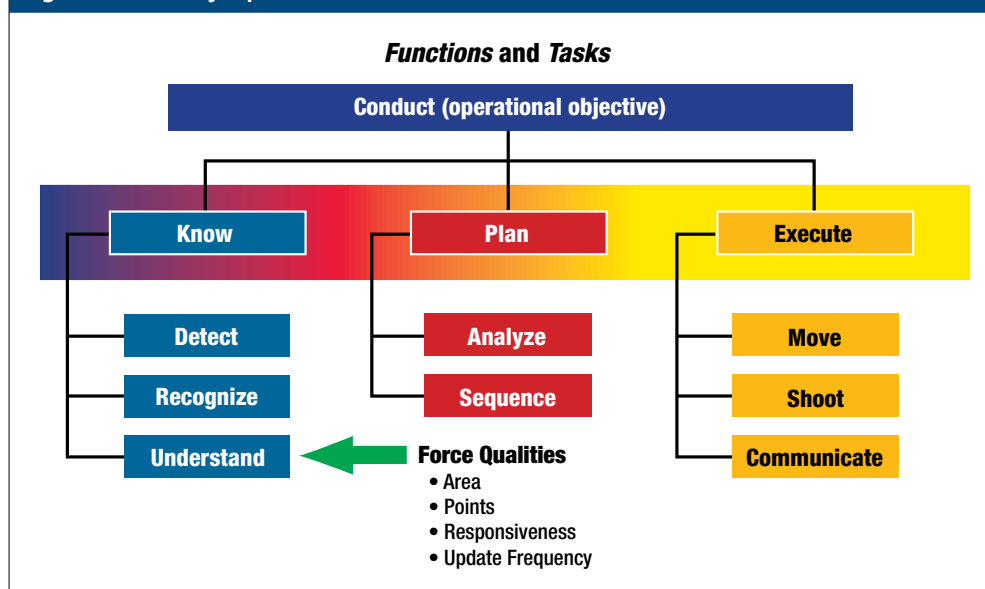 Functions and Tasks
Conduct (operational objective)
Know
Plan
Execute
Detect
Recognize
Understand
Analyze
Sequence
Move
Shoot
Communicate
Force Qualities
• Area
• Points
• Responsiveness
• Update Frequency